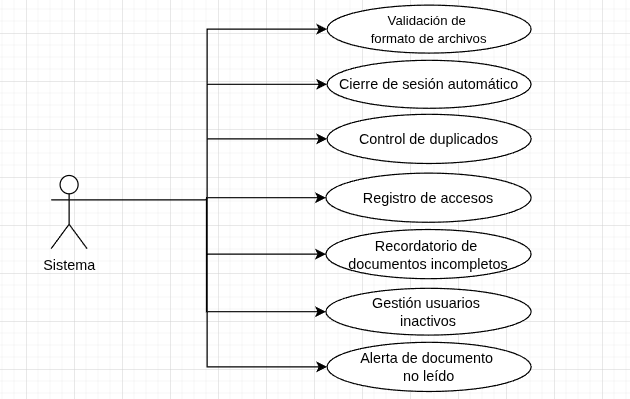 Validación de
formato de archivos
Cierre de sesión automático
Control de duplicados
Registro de accesos
Recordatorio de
documentos incompletos
Sistema
Gestión usuarios
inactivos
Alerta de documento
no leído